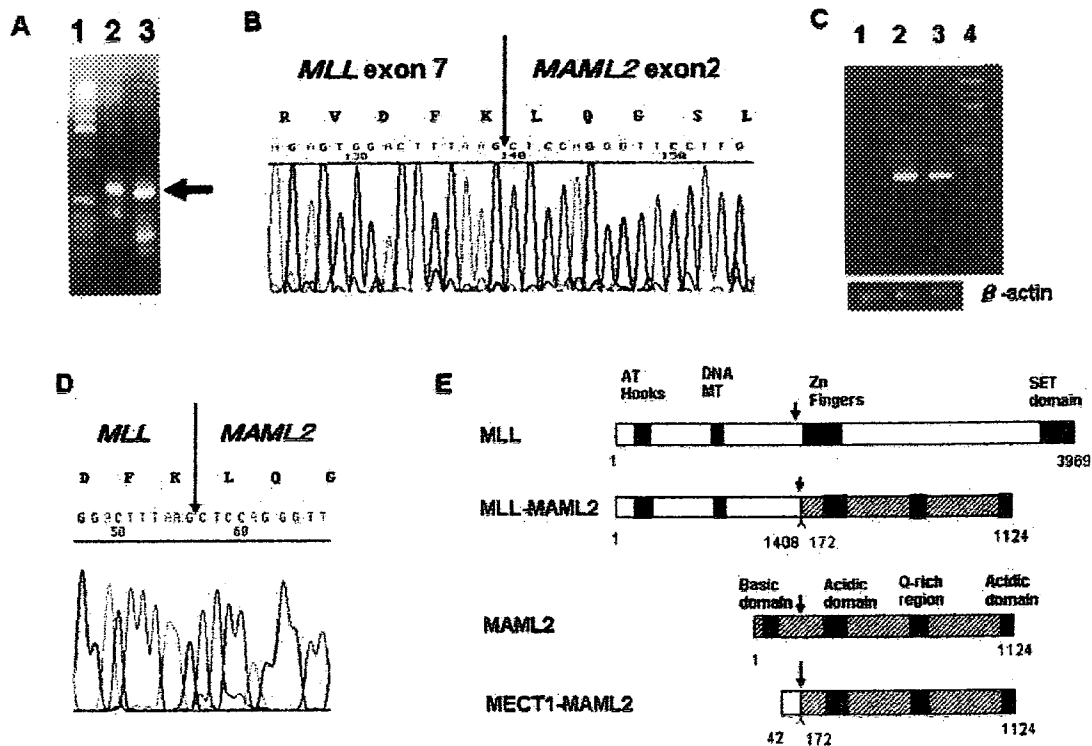 A
1 2 3
B
MLL exon 7 MAML2 exon2
R V D F K L Q G S L
130 140 150
C
1 2 3 4
β-actin
D
MLL MAML2
D F K L Q G
50 60
E
AT Hooks
DNA MT
Zn Fingers
SET domain
MLL
1 3969
MLL-MAML2
1 1408 172 1124
Basic domain
Acidic domain
Q-rich region
Acidic domain
MAML2
1 1124
MECT1-MAML2
42 172 1124